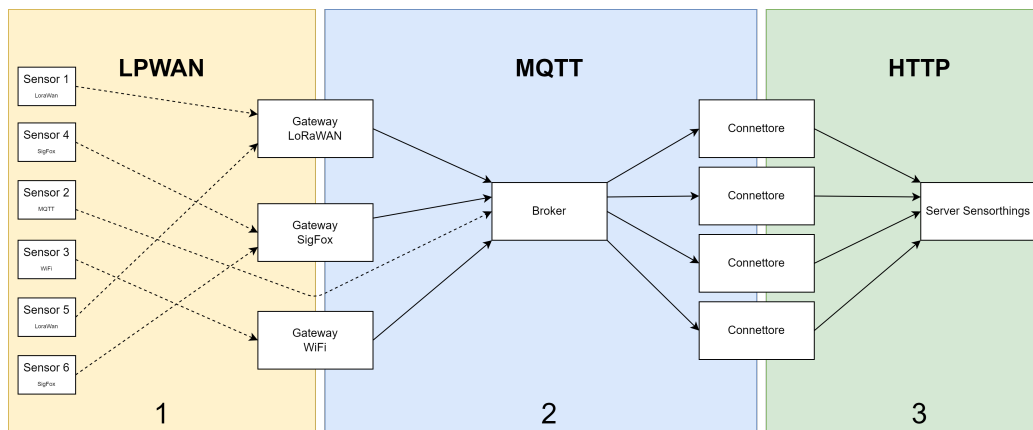 LPWAN
Sensor 1
LoraWan
Sensor 4
SigFox
Sensor 2
MQTT
Sensor 3
WiFi
Sensor 5
LoraWan
Sensor 6
SigFox
Gateway
LoRaWAN
Gateway
SigFox
Gateway
WiFi
1
MQTT
Broker
2
Connettore
Connettore
Connettore
Connettore
HTTP
Server Sensorthings
3